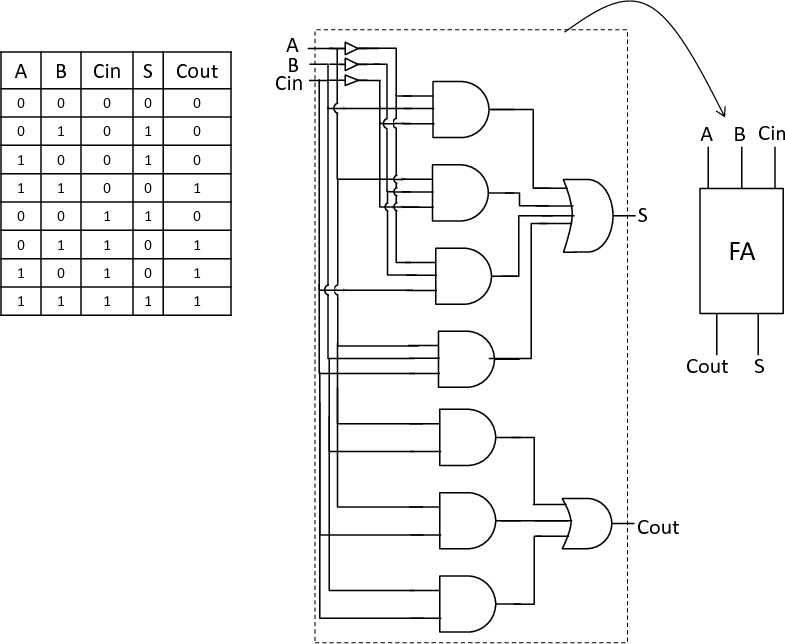 A B Cin S Cout
0 0 0 0 0
0 1 0 1 0
1 0 0 1 0
1 1 0 0 1
0 0 1 1 0
0 1 1 0 1
1 0 1 0 1
1 1 1 1 1
A
B
Cin
S
Cout
A B Cin
FA
Cout S